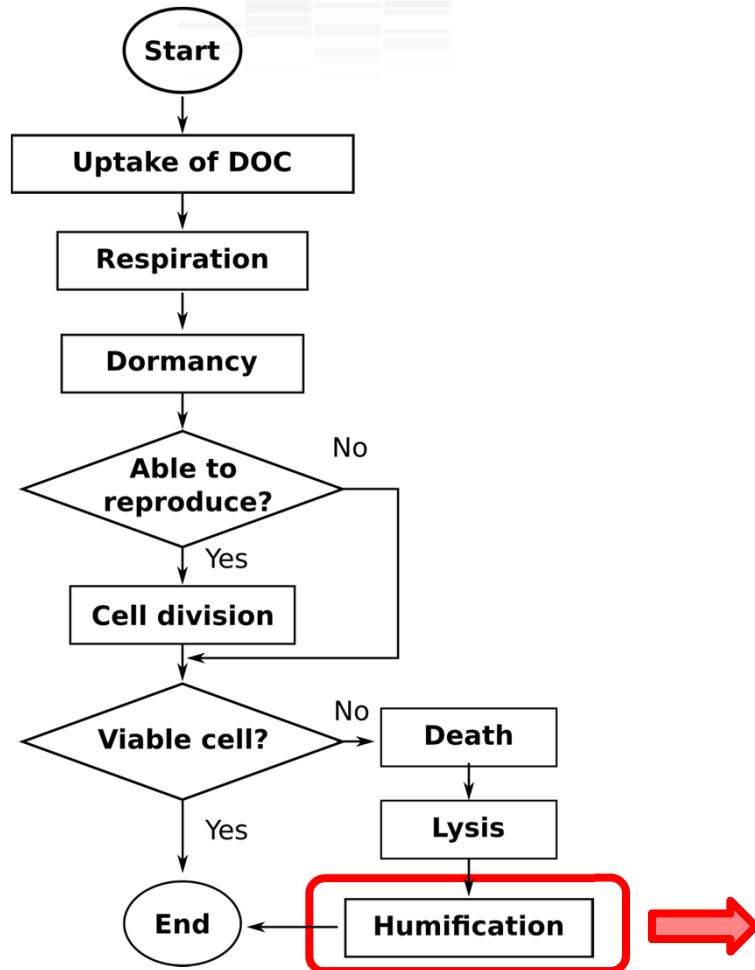 Start
Uptake of DOC
Respiration
Dormancy
No
Able to
reproduce?
Yes
Cell division
No
Viable cell?
Death
Yes
Lysis
End
Humification